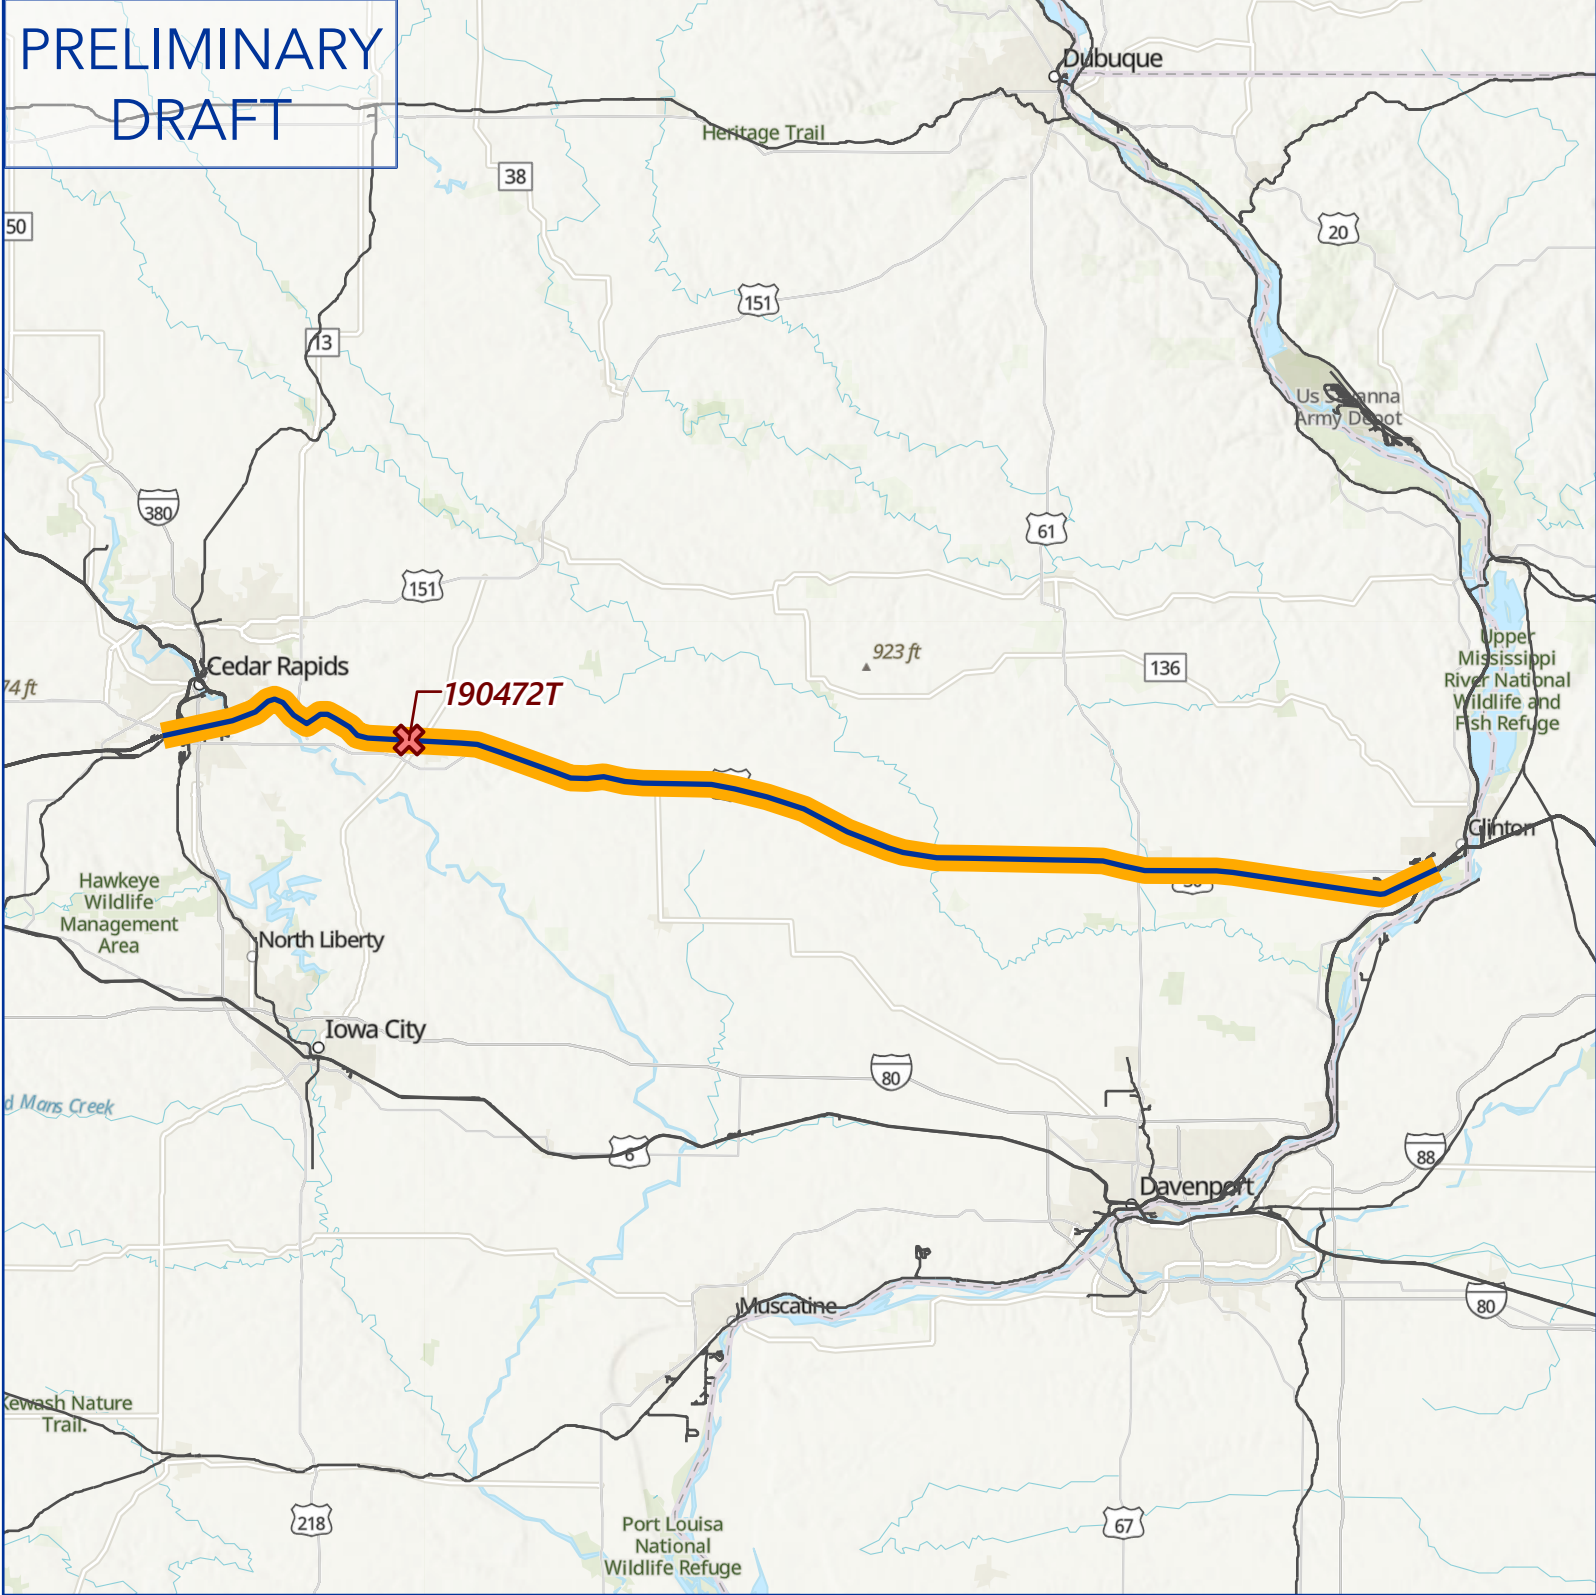 PRELIMINARY
DRAFT
Dubuque
Heritage Trail
38
50
20
151
13
Army Depot
380
61
151
923 ft
136
Upper
Mississippi
River National
Wildlife and
Fish Refuge
Cedar Rapids
74 ft
190472T
Clinton
Hawkeye
Wildlife
Management
Area
North Liberty
Iowa City
80
d Mans Creek
6
88
Davenport
80
Muscatine
Kewash Nature
Trail.
218
67
Port Louisa
National
Wildlife Refuge